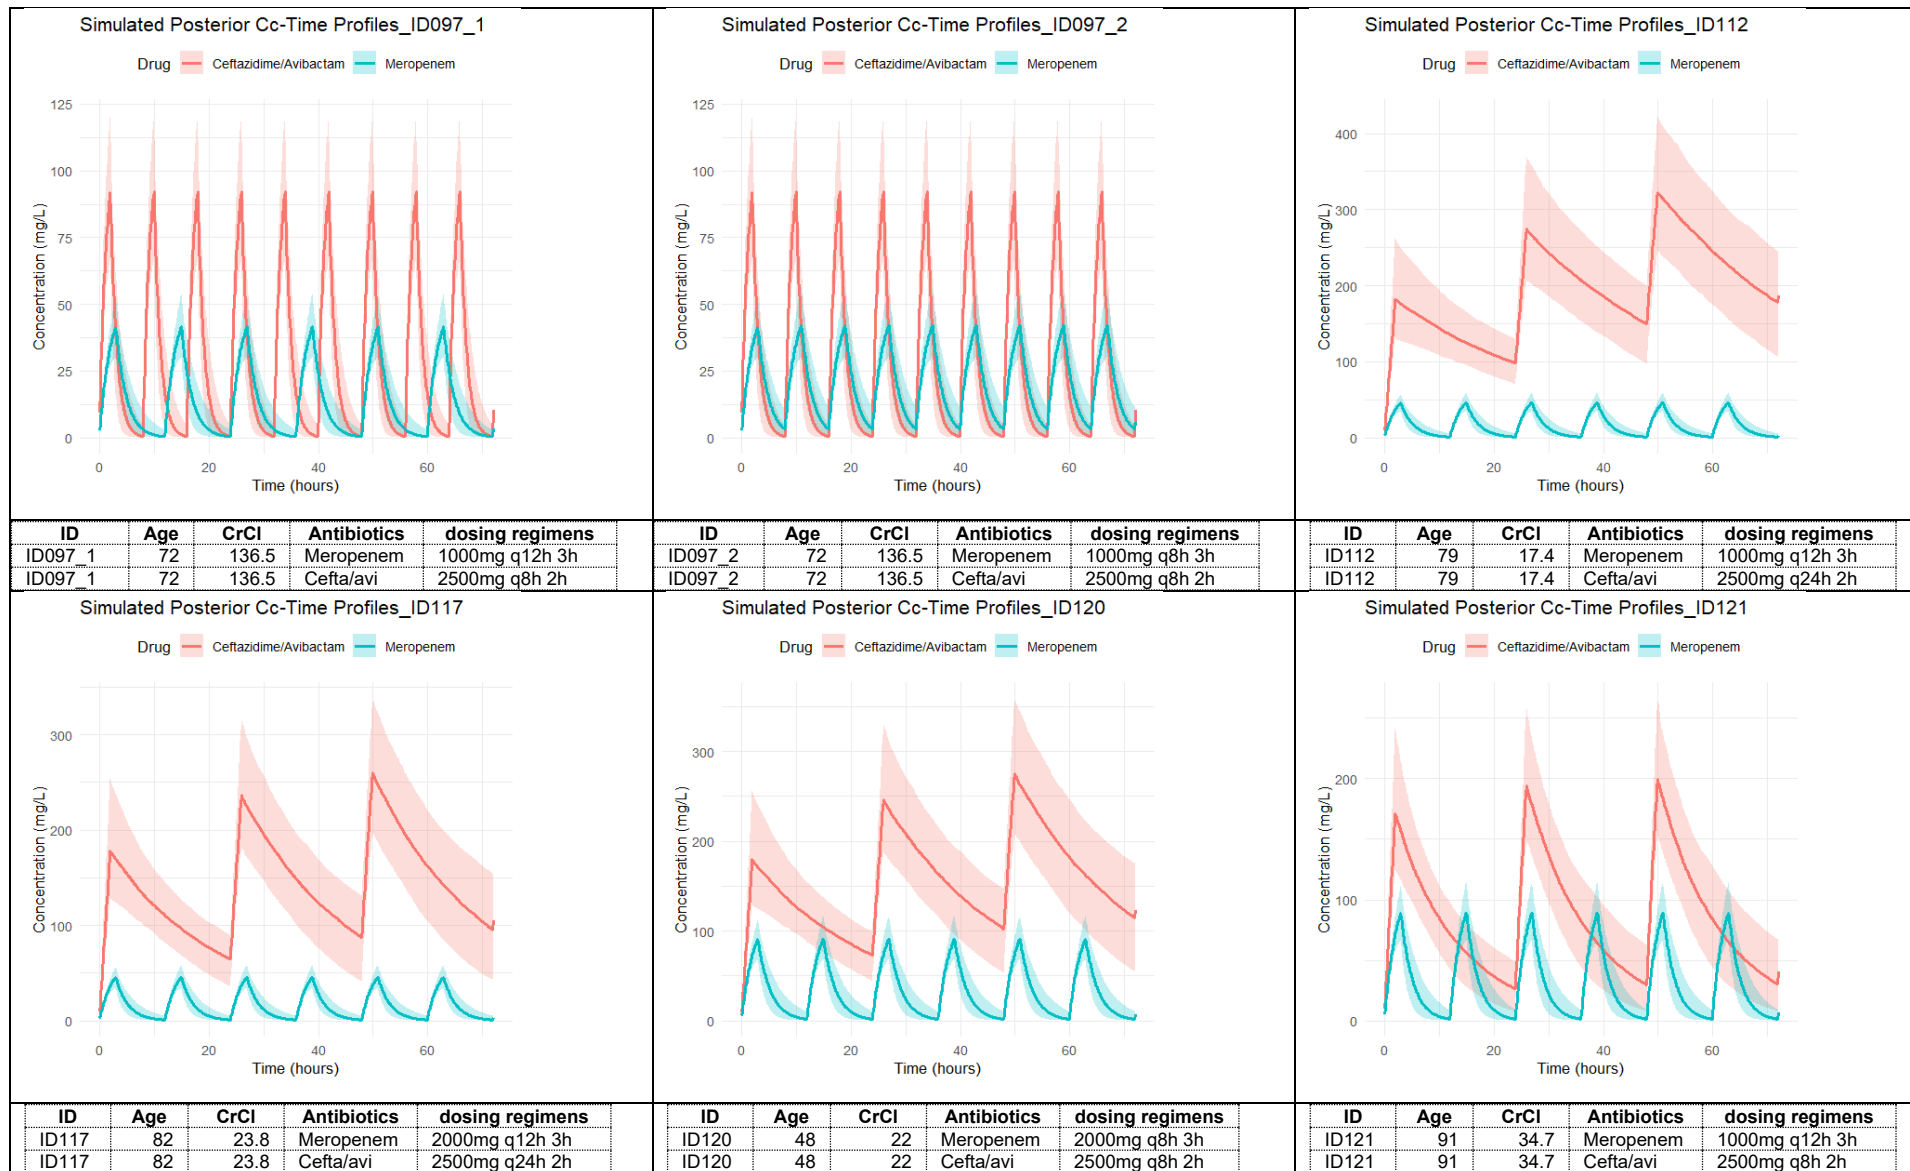 Simulated Posterior Cc-Time Profiles_ID097_1
Drug Ceftazidime/Avibactam Meropenem
125
100
75
50
25
0
Concentration (mg/L)
0 20 40 60
Time (hours)
ID Age CrCl Antibiotics dosing regimens
ID097_1 72 136.5 Meropenem 1000mg q12h 3h
ID097_1 72 136.5 Cefta/avi 2500mg q8h 2h
Simulated Posterior Cc-Time Profiles_ID097_2
Drug Ceftazidime/Avibactam Meropenem
125
100
75
50
25
0
Concentration (mg/L)
0 20 40 60
Time (hours)
ID Age CrCl Antibiotics dosing regimens
ID097_2 72 136.5 Meropenem 1000mg q8h 3h
ID097_2 72 136.5 Cefta/avi 2500mg q8h 2h
Simulated Posterior Cc-Time Profiles_ID112
Drug Ceftazidime/Avibactam Meropenem
400
300
200
100
0
Concentration (mg/L)
0 20 40 60
Time (hours)
ID Age CrCl Antibiotics dosing regimens
ID112 79 17.4 Meropenem 1000mg q12h 3h
ID112 79 17.4 Cefta/avi 2500mg q24h 2h
Simulated Posterior Cc-Time Profiles_ID117
Drug Ceftazidime/Avibactam Meropenem
300
200
100
0
Concentration (mg/L)
0 20 40 60
Time (hours)
ID Age CrCl Antibiotics dosing regimens
ID117 82 23.8 Meropenem 2000mg q12h 3h
ID117 82 23.8 Cefta/avi 2500mg q24h 2h
Simulated Posterior Cc-Time Profiles_ID120
Drug Ceftazidime/Avibactam Meropenem
300
200
100
0
Concentration (mg/L)
0 20 40 60
Time (hours)
ID Age CrCl Antibiotics dosing regimens
ID120 48 22 Meropenem 2000mg q8h 3h
ID120 48 22 Cefta/avi 2500mg q8h 2h
Simulated Posterior Cc-Time Profiles_ID121
Drug Ceftazidime/Avibactam Meropenem
200
100
0
Concentration (mg/L)
0 20 40 60
Time (hours)
ID Age CrCl Antibiotics dosing regimens
ID121 91 34.7 Meropenem 1000mg q12h 3h
ID121 91 34.7 Cefta/avi 2500mg q8h 2h